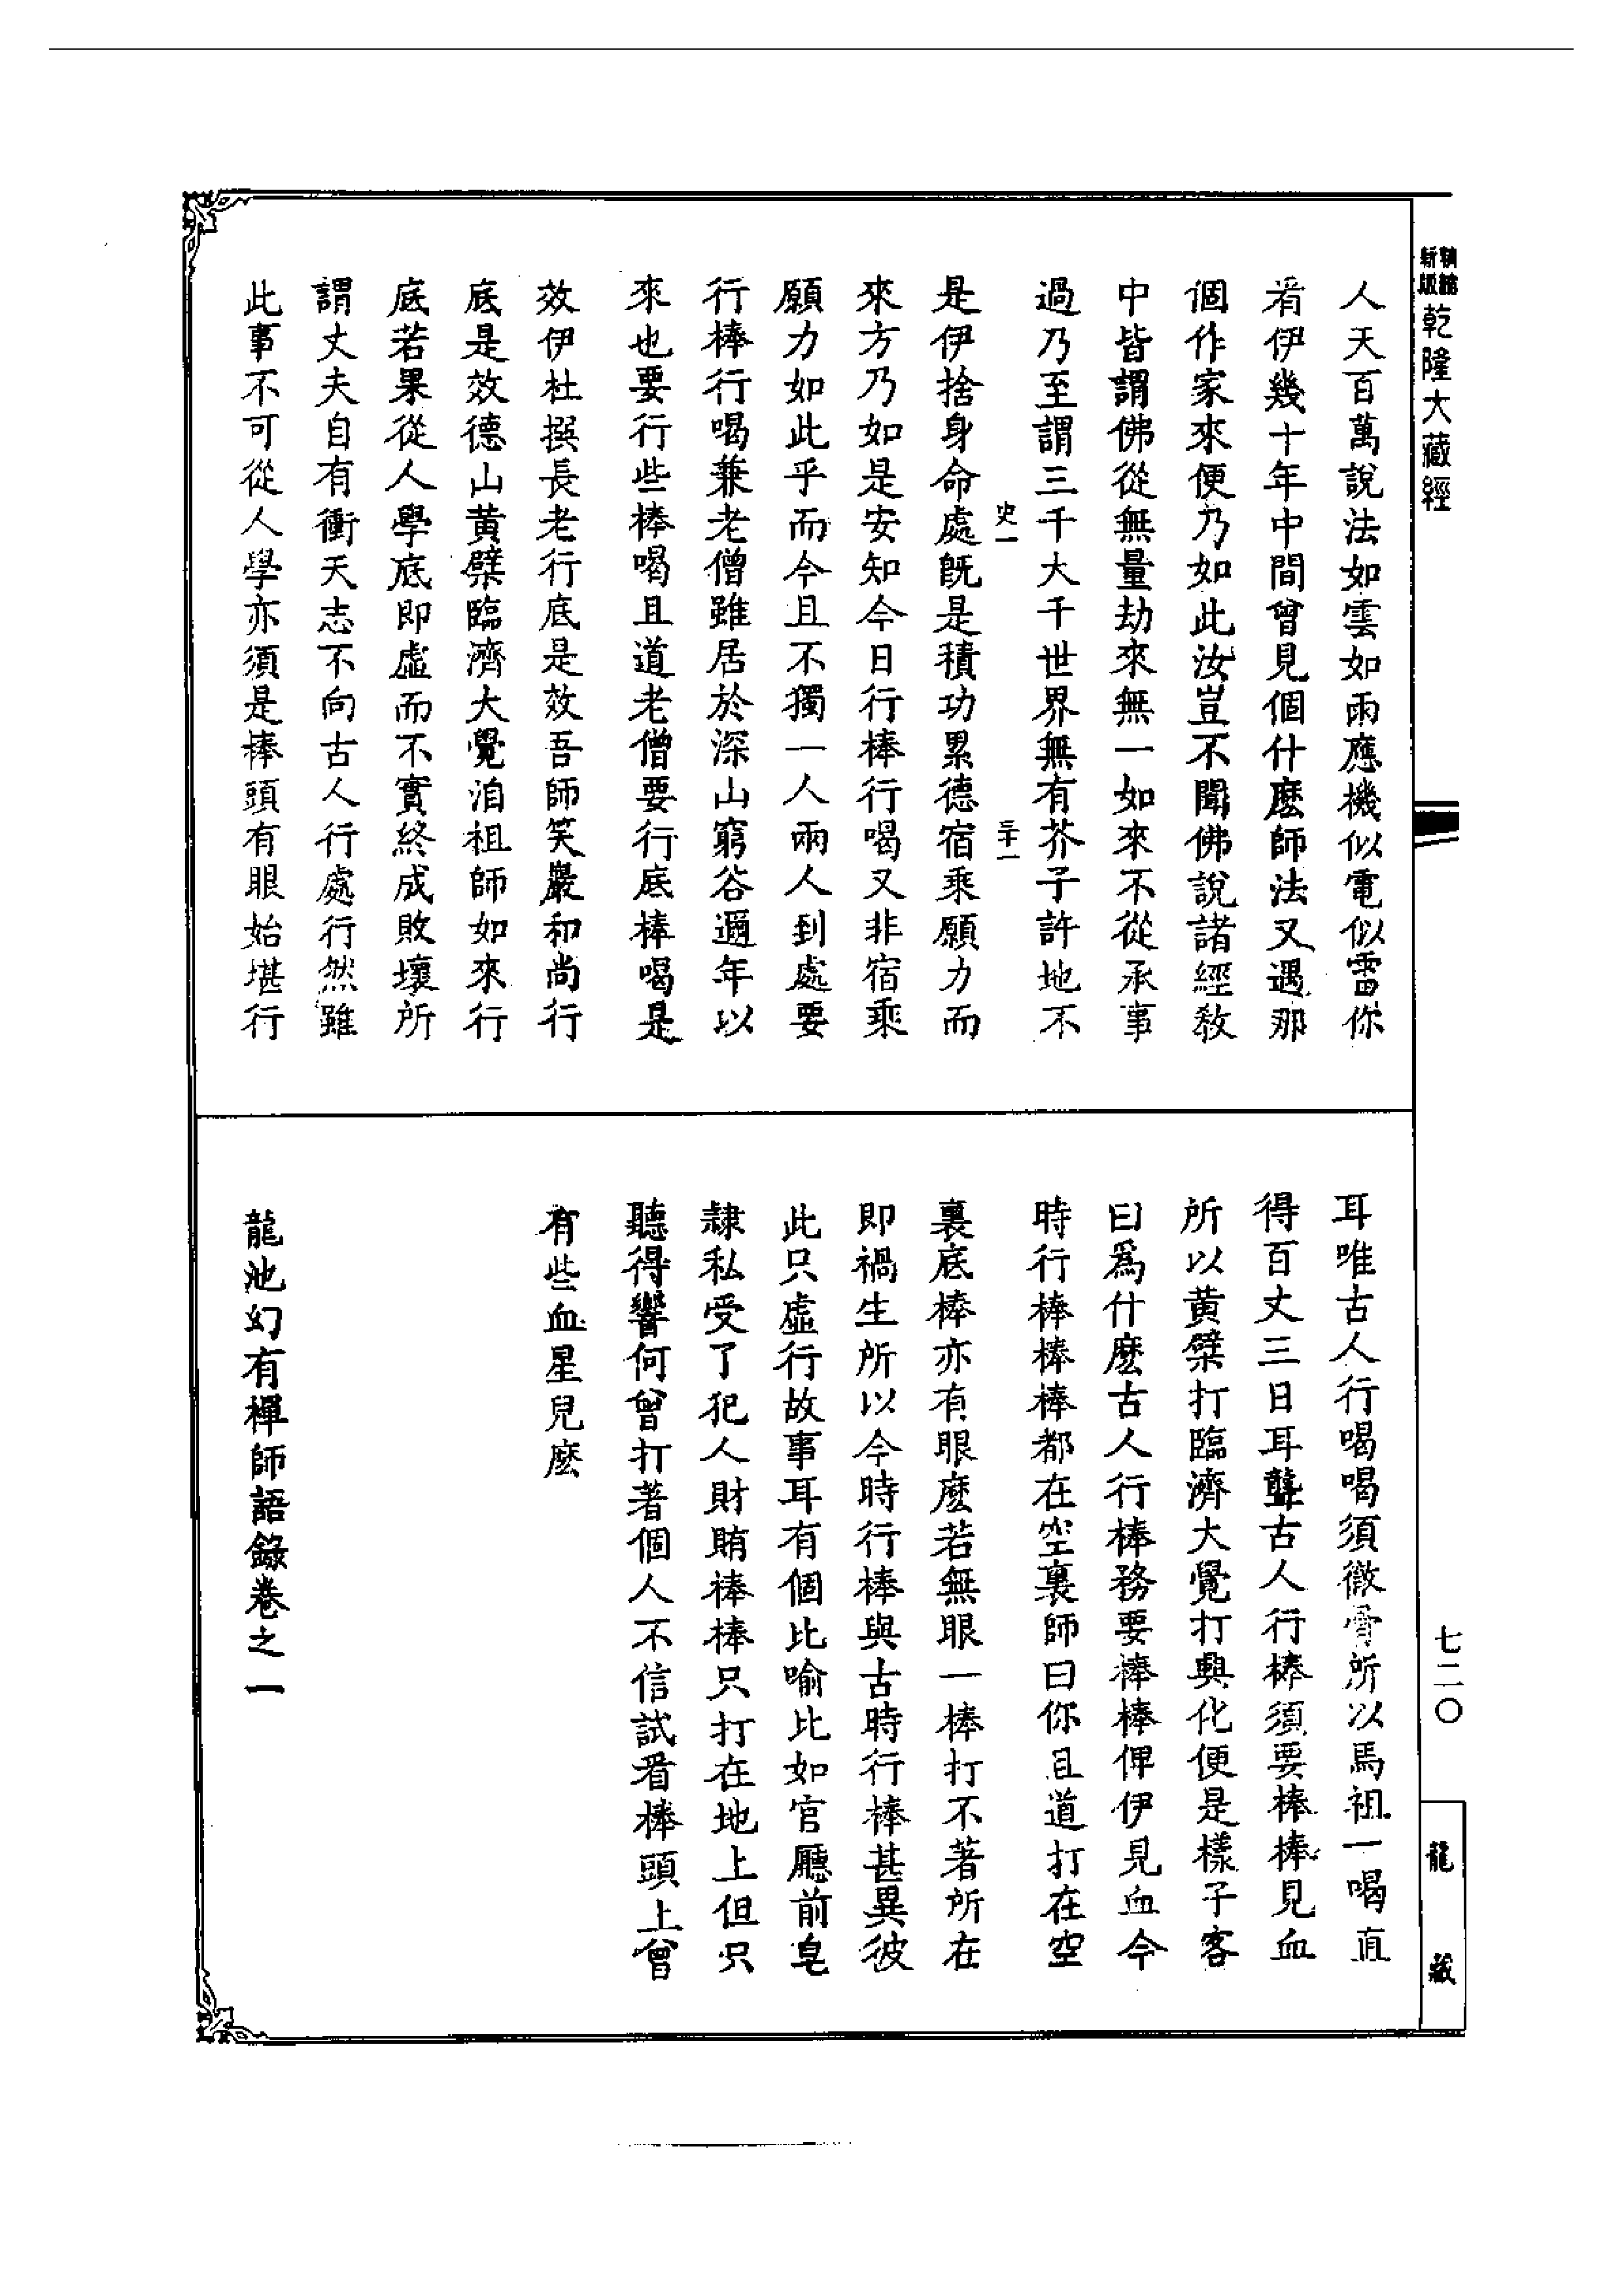 新版精縮
乾隆大藏經
人天百萬說法如雲如雨應機似電似雷你
看伊幾十年中間曾見個什麽師法又遇那
個作家來便乃如此汝豈不聞佛說諸經教
中皆謂佛從無量劫來無一如來不從承事
過乃至謂三千大千世界無有芥子許地不
史一
三十一
是伊捨身命處旣是積功累德宿乘願力而
來方乃如是安知今日行棒行喝又非宿乘
願力如此乎而今且不獨一人兩人到處要
行棒行喝兼老僧雖居於深山窮谷邇年以
來也要行些棒喝且道老僧要行底棒喝是
效伊杜撰長老行底是效吾師笑巖和尚行
底是效德山黃檗臨濟大覺洎祖師如來行
底若果從人學底即虛而不實終成敗壞所
謂丈夫自有衝天志不向古人行處行然雖
此事不可從人學亦須是棒頭有眼始堪行
耳唯古人行喝喝須徹骨所以馬祖一喝直
得百丈三日耳聾古人行棒須要棒棒見血
所以黃檗打臨濟大覺打興化便是樣子客
曰爲什麽古人行棒務要棒棒俾伊見血今
時行棒棒棒都在空裏師曰你且道打在空
裏底棒亦有眼麽若無眼一棒打不著所在
即禍生所以今時行棒與古時行棒甚異彼
此只虛行故事耳有個比喻比如官廳前皂
隸私受了犯人財賄棒棒只打在地上但只
聽得響何曾打著個人不信試看棒頭上曾
有些血星兒麽
龍池幻有禪師語錄卷之一
七二〇
龍藏